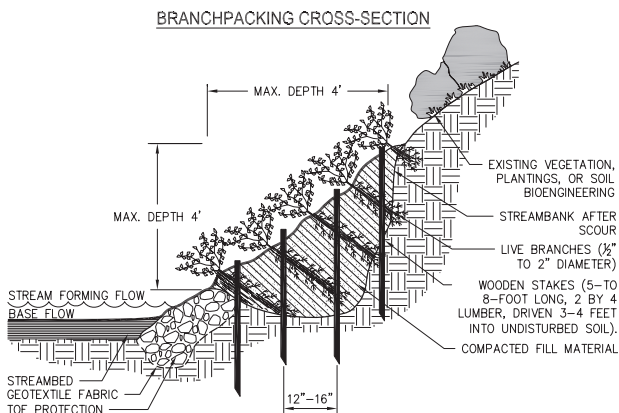 BRANCHPACKING CROSS-SECTION
MAX. DEPTH 4'
MAX. DEPTH 4'
EXISTING VEGETATION,
PLANTINGS, OR SOIL
BIOENGINEERING
STREAMBANK AFTER
SCOUR
LIVE BRANCHES (½"
TO 2" DIAMETER)
WOODEN STAKES (5-TO
8-FOOT LONG, 2 BY 4
LUMBER, DRIVEN 3-4 FEET
INTO UNDISTURBED SOIL).
COMPACTED FILL MATERIAL
STREAM FORMING FLOW
BASE FLOW
STREAMBED
GEOTEXTILE FABRIC
TOE PROTECTION
12"-16"